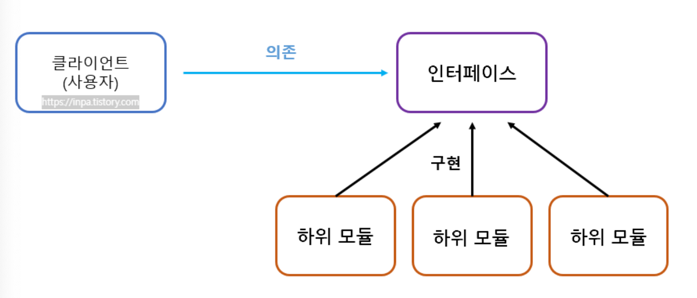 의존
클라이언트
(사용자)
https://inpa.tistory.com
인터페이스
구현
하위 모듈
하위 모듈
하위 모듈